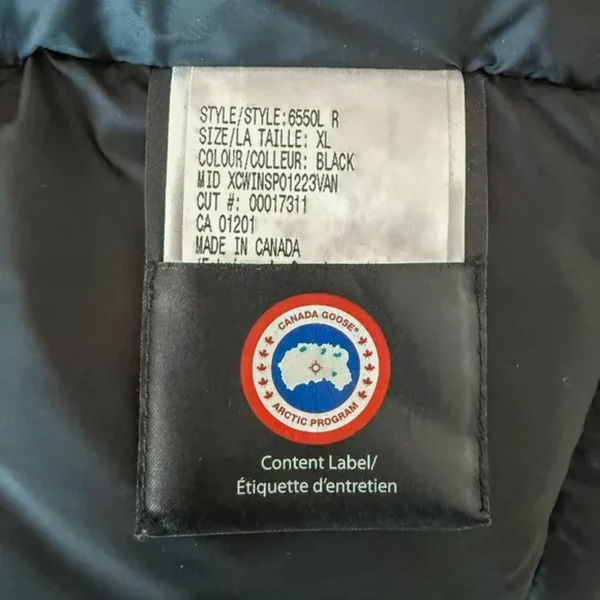 STYLE/STYLE:6550L R
SIZE/LA TAILLE: XL
COLOUR/COLLEUR: BLACK
MID XCWINSPO1223VAN
CUT #: 00017311
CA 01201
MADE IN CANADA
CANADA GOOSE®
ARCTIC PROGRAM
Content Label/
Étiquette d'entretien